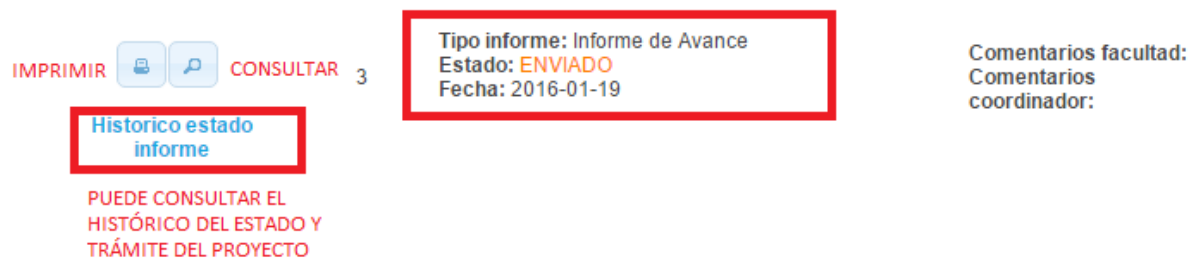 IMPRIMIR
CONSULTAR
3
Historico estado
informe
PUEDE CONSULTAR EL
HISTÓRICO DEL ESTADO Y
TRÁMITE DEL PROYECTO
Tipo informe: Informe de Avance
Estado: ENVIADO
Fecha: 2016-01-19
Comentarios facultad:
Comentarios
coordinador: